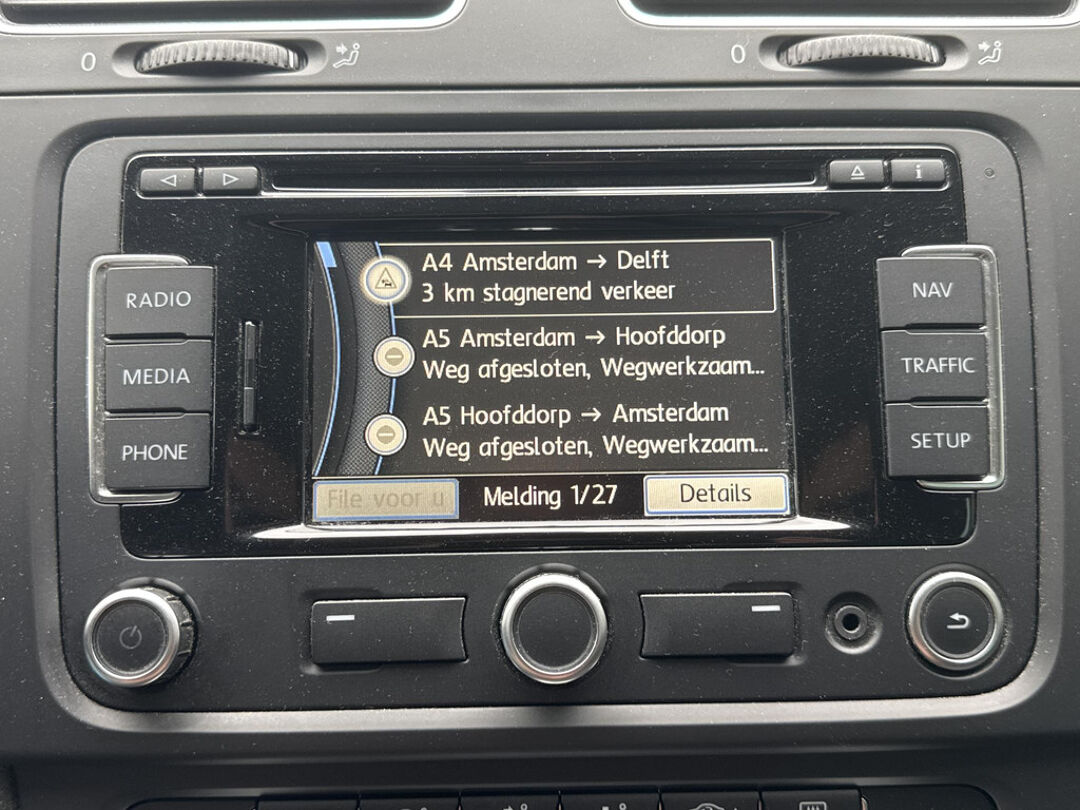 0
0
i
RADIO
MEDIA
PHONE
A4 Amsterdam → Delft
3 km stagnerend verkeer
A5 Amsterdam → Hoofddorp
Weg afgesloten, Wegwerkzaam...
A5 Hoofddorp → Amsterdam
Weg afgesloten, Wegwerkzaam...
File voor u
Melding 1/27
Details
NAV
TRAFFIC
SETUP